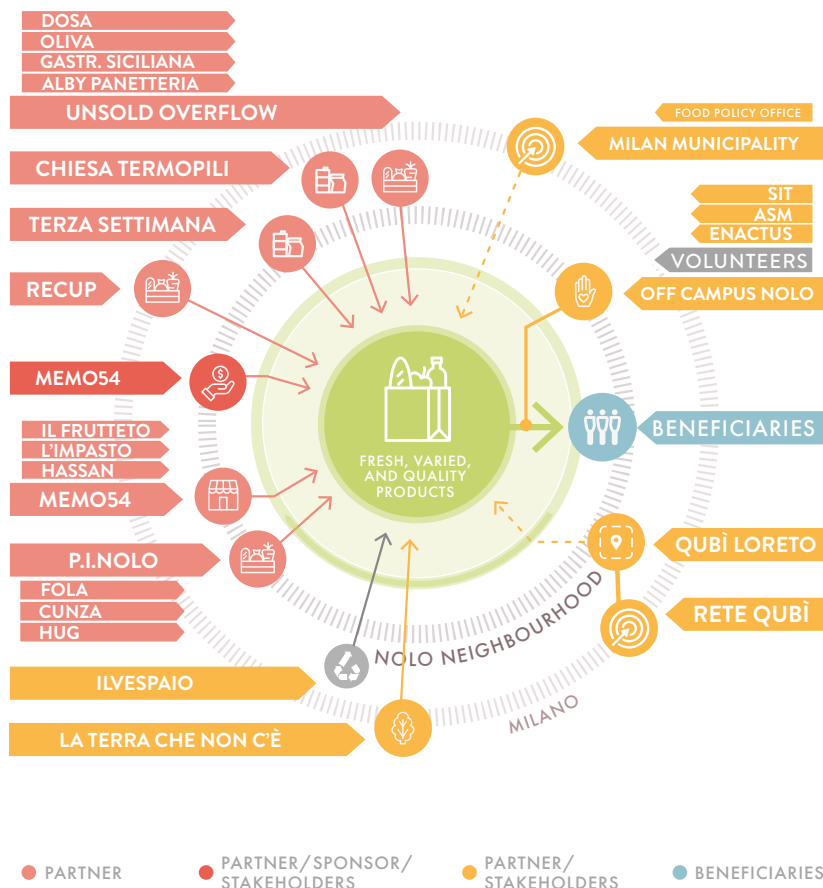 DOSA
OLIVA
GASTR. SICILIANA
ALBY PANETTERIA
UNSOLD OVERFLOW
CHIESA TERMOPILI
TERZA SETTIMANA
RECUP
MEMO54
IL FRUTTETO
L'IMPASTO
HASSAN
MEMO54
P.I.NOLO
FOLA
CUNZA
HUG
ILVESPAIO
LA TERRA CHE NON C'È
FRESH, VARIED,
AND QUALITY
PRODUCTS
FOOD POLICY OFFICE
MILAN MUNICIPALITY
SIT
ASM
ENACTUS
VOLUNTEERS
OFF CAMPUS NOLO
BENEFICIARIES
QUBÌ LORETO
RETE QUBÌ
NOLO NEIGHBOURHOOD
MILANO
PARTNER
PARTNER/SPONSOR/
STAKEHOLDERS
PARTNER/
STAKEHOLDERS
BENEFICIARIES